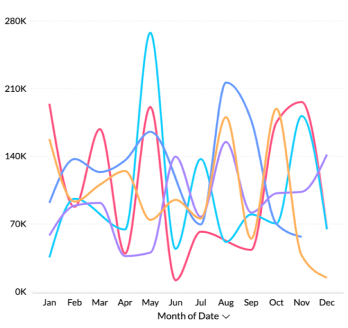 280K
210K
140K
70K
0K
Jan Feb Mar Apr May Jun Jul Aug Sep Oct Nov Dec
Month of Date